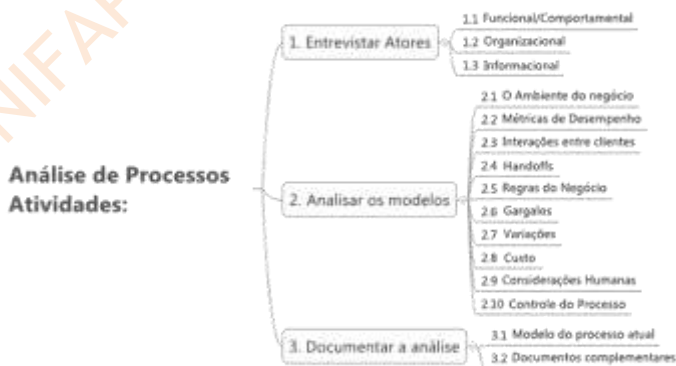 1.1 Funcional/Comportamental
1. Entrevistar Atores
1.2 Organizacional
1.3 Informacional
Análise de Processos
Atividades:
2. Analisar os modelos
2.1 O Ambiente do negócio
2.2 Métricas de Desempenho
2.3 Interações entre clientes
2.4 Handoffs
2.5 Regras do Negócio
2.6 Gargalos
2.7 Variações
2.8 Custo
2.9 Considerações Humanas
2.10 Controle do Processo
3. Documentar a análise
3.1 Modelo do processo atual
3.2 Documentos complementares